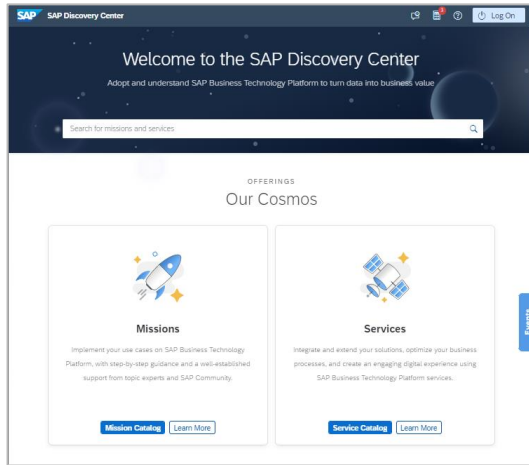 SAP SAP Discovery Center 1 Log On
Welcome to the SAP Discovery Center
Adopt and understand SAP Business Technology Platform to turn data into business value
Search for missions and services
OFFERINGS
Our Cosmos
Missions
Implement your use cases on SAP Business Technology
Platform, with step-by-step guidance and a well-established
support from topic experts and SAP Community.
Mission Catalog Learn More
Services
Integrate and extend your solutions, optimize your business
processes, and create an engaging digital experience using
SAP Business Technology Platform services.
Service Catalog Learn More
Events